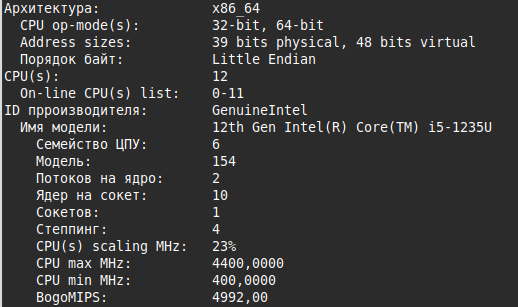 Архитектура: x86_64
CPU op-mode(s): 32-bit, 64-bit
Address sizes: 39 bits physical, 48 bits virtual
Порядок байт: Little Endian
CPU(s): 12
On-line CPU(s) list: 0-11
ID прроизводителя: GenuineIntel
Имя модели: 12th Gen Intel(R) Core(TM) i5-1235U
Семейство ЦПУ: 6
Модель: 154
Потоков на ядро: 2
Ядер на сокет: 10
Сокетов: 1
Степпинг: 4
CPU(s) scaling MHz: 23%
CPU max MHz: 4400,0000
CPU min MHz: 400,0000
BogoMIPS: 4992,00